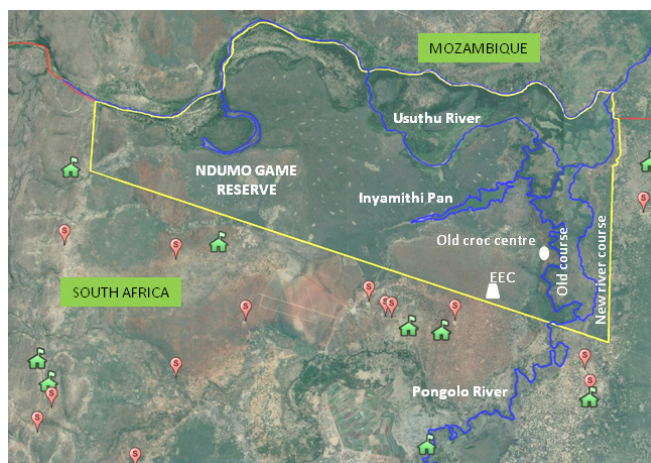 MOZAMBIQUE
Usuthu River
NDUMO GAME
RESERVE
Inyamithi Pan
Old croc centre
Old course
New river course
EEC
SOUTH AFRICA
Pongolo River
S
S
S
S
S
S
S
S
S
S
S
S
S
S